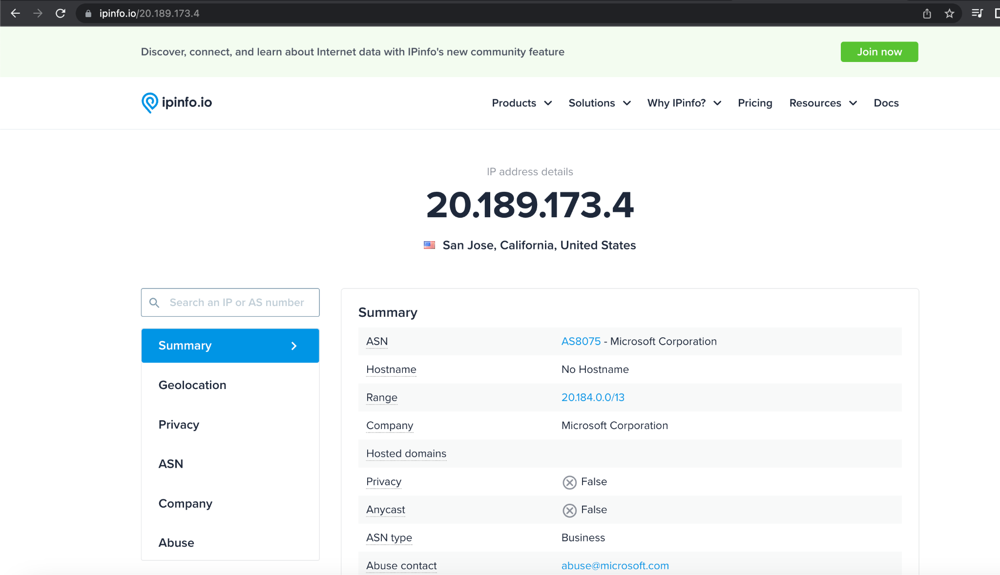 ipinfo.io/20.189.173.4
Discover, connect, and learn about Internet data with IPinfo's new community feature
Join now
ipinfo.io
Products
Solutions
Why IPinfo?
Pricing
Resources
Docs
IP address details
20.189.173.4
San Jose, California, United States
Search an IP or AS number
Summary
Geolocation
Privacy
ASN
Company
Abuse
Summary
ASN AS8075 - Microsoft Corporation
Hostname No Hostname
Range 20.184.0.0/13
Company Microsoft Corporation
Hosted domains
Privacy False
Anycast False
ASN type Business
Abuse contact abuse@microsoft.com